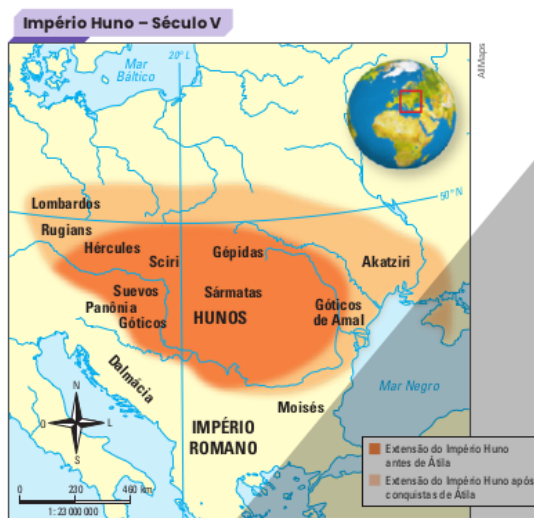 Império Huno – Século V
AllMaps
Mar
Báltico
20° L
50° N
Lombardos
Rugians
Hércules
Sciri
Gépidas
Akatziri
Suevos
Sármatas
Panônia
Góticos
HUNOS
Góticos
de Amal
Dalmácia
Moisés
Mar Negro
IMPÉRIO
ROMANO
N
O
L
S
0
230
460 km
1: 23 000 000
Extensão do Império Huno
antes de Átila
Extensão do Império Huno após
conquistas de Átila